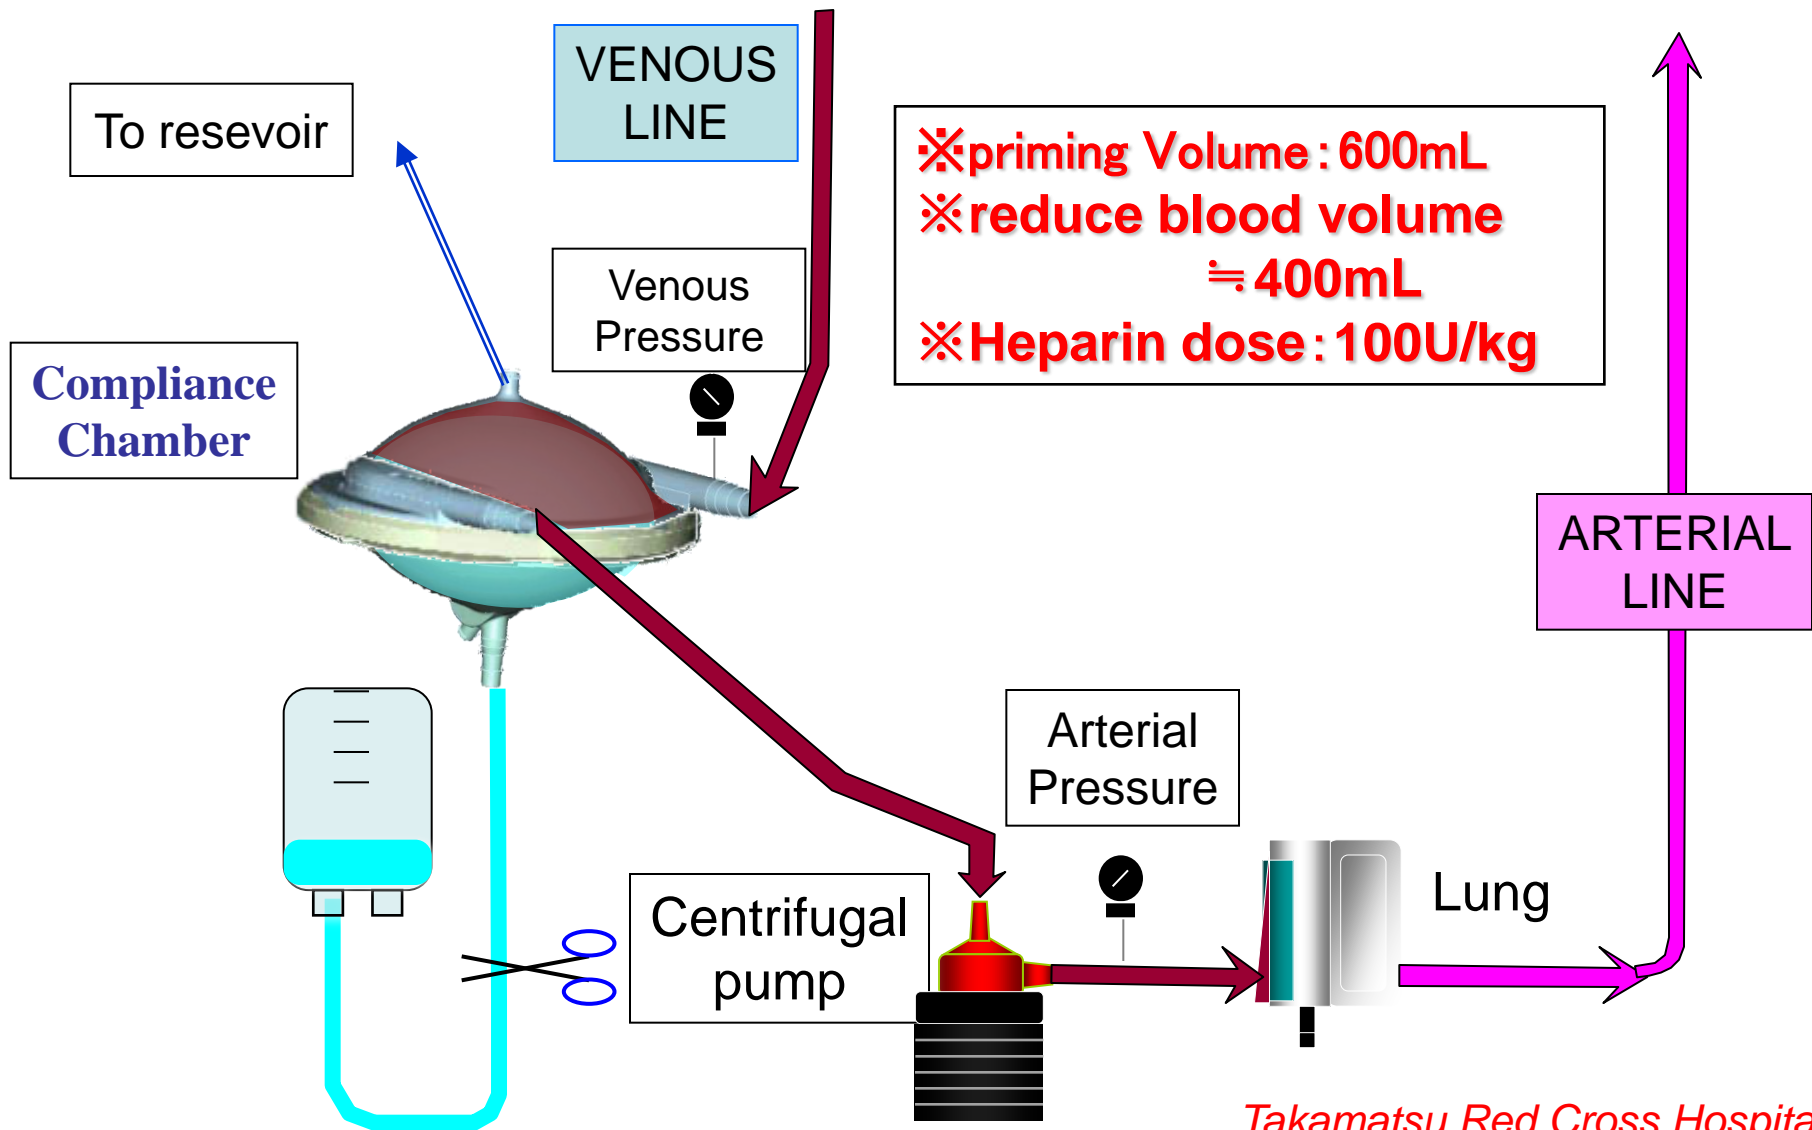 VENOUS
LINE
To resevoir
※priming Volume：600mL
※reduce blood volume
≒400mL
※Heparin dose：100U/kg
Venous
Pressure
Compliance
Chamber
ARTERIAL
LINE
Arterial
Pressure
Centrifugal
pump
Lung
Takamatsu Red Cross Hospita